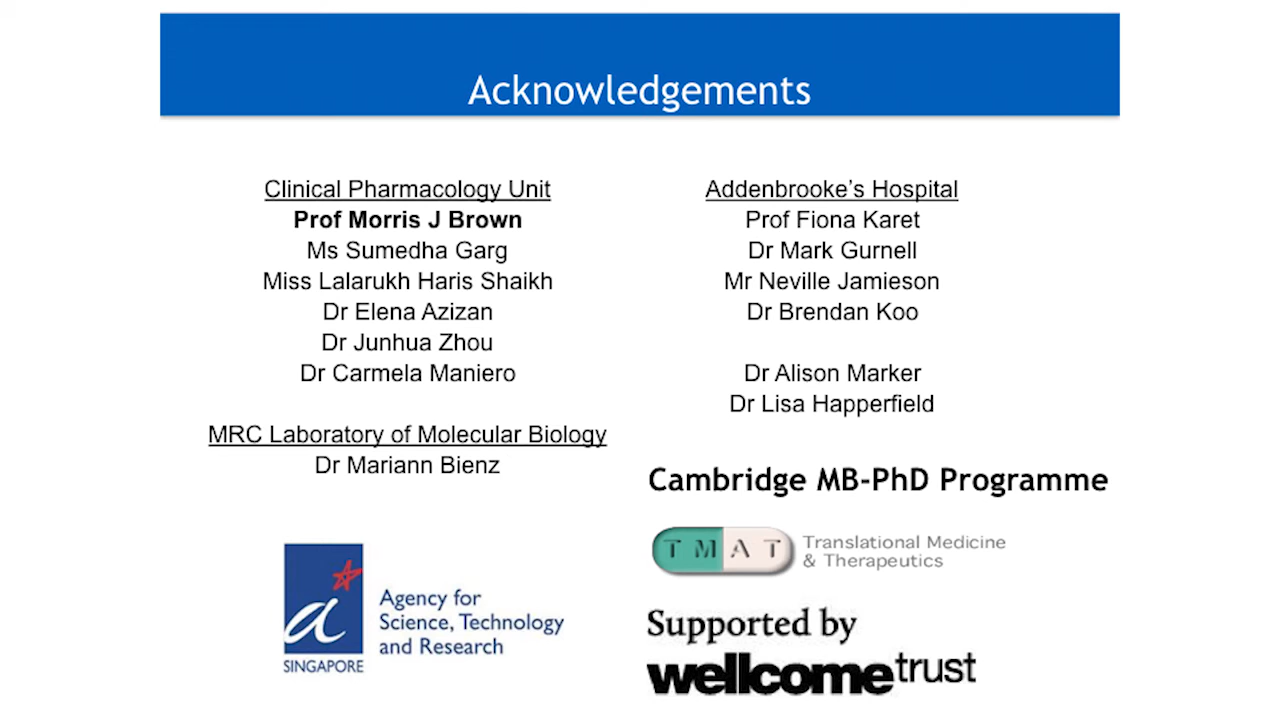 Acknowledgements
Clinical Pharmacology Unit
Prof Morris J Brown
Ms Sumedha Garg
Miss Lalarukh Haris Shaikh
Dr Elena Azizan
Dr Junhua Zhou
Dr Carmela Maniero
MRC Laboratory of Molecular Biology
Dr Mariann Bienz
Addenbrooke’s Hospital
Prof Fiona Karet
Dr Mark Gurnell
Mr Neville Jamieson
Dr Brendan Koo
Dr Alison Marker
Dr Lisa Happerfield
Cambridge MB-PhD Programme
TMAT
Translational Medicine
& Therapeutics
Supported by
wellcometrust
a
SINGAPORE
Agency for
Science, Technology
and Research